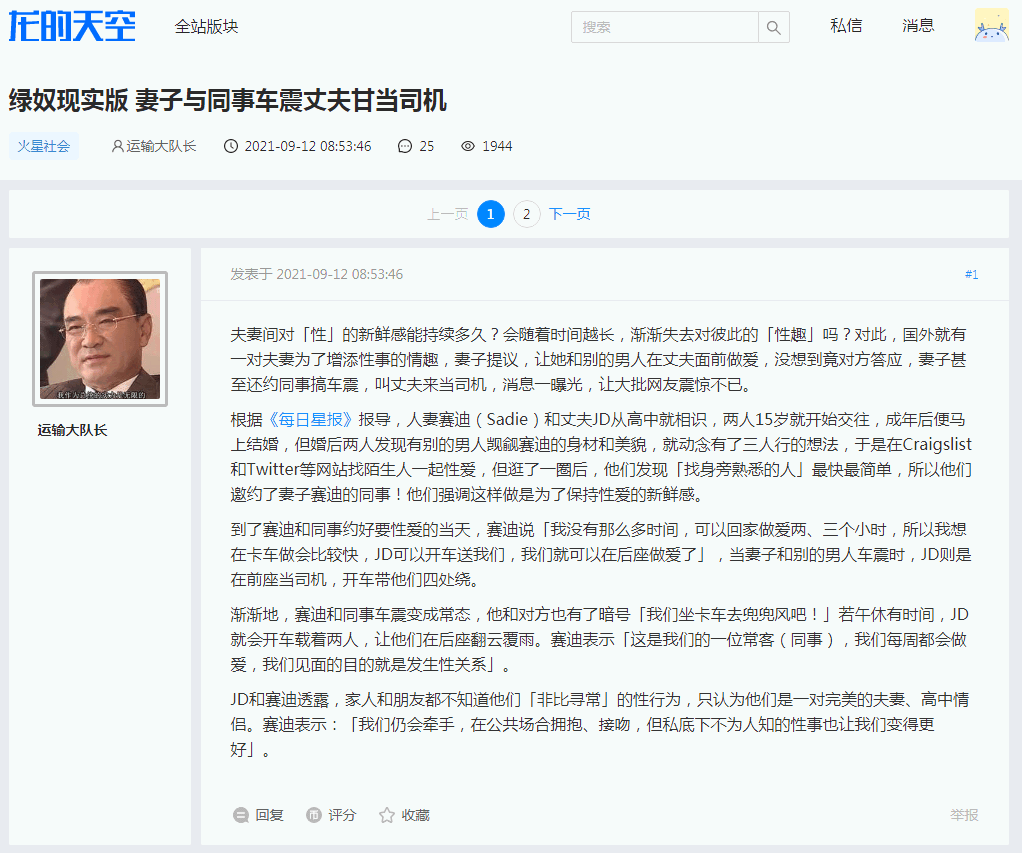 龙的天空 全站版块 搜索 私信 消息
绿奴现实版 妻子与同事车震丈夫甘当司机
火星社会 运输大队长 2021-09-12 08:53:46 25 1944
上一页 1 2 下一页
发表于 2021-09-12 08:53:46 #1
我作人总是的实力是无限的
运输大队长
夫妻间对「性」的新鲜感能持续多久？会随着时间越长，渐渐失去对彼此的「性趣」吗？对此，国外就有
一对夫妻为了增添性事的情趣，妻子提议，让她和别的男人在丈夫面前做爱，没想到竟对方答应，妻子甚
至还约同事搞车震，叫丈夫来当司机，消息一曝光，让大批网友震惊不已。
根据《每日星报》报导，人妻赛迪（Sadie）和丈夫JD从高中就相识，两人15岁就开始交往，成年后便马
上结婚，但婚后两人发现有别的男人觊觎赛迪的身材和美貌，就动念有了三人行的想法，于是在Craigslist
和Twitter等网站找陌生人一起性爱，但逛了一圈后，他们发现「找身旁熟悉的人」最快最简单，所以他们
邀约了妻子赛迪的同事！他们强调这样做是为了保持性爱的新鲜感。
到了赛迪和同事约好要性爱的当天，赛迪说「我没有那么多时间，可以回家做爱两、三个小时，所以我想
在卡车做会比较快，JD可以开车送我们，我们就可以在后座做爱了」，当妻子和别的男人车震时，JD则是
在前座当司机，开车带他们四处绕。
渐渐地，赛迪和同事车震变成常态，他和对方也有了暗号「我们坐卡车去兜兜风吧！」若午休有时间，JD
就会开车载着两人，让他们在后座翻云覆雨。赛迪表示「这是我们的一位常客（同事），我们每周都会做
爱，我们见面的目的就是发生性关系」。
JD和赛迪透露，家人和朋友都不知道他们「非比寻常」的性行为，只认为他们是一对完美的夫妻、高中情
侣。赛迪表示：「我们仍会牵手，在公共场合拥抱、接吻，但私底下不为人知的性事也让我们变得更
好」。
回复 评分 收藏 举报